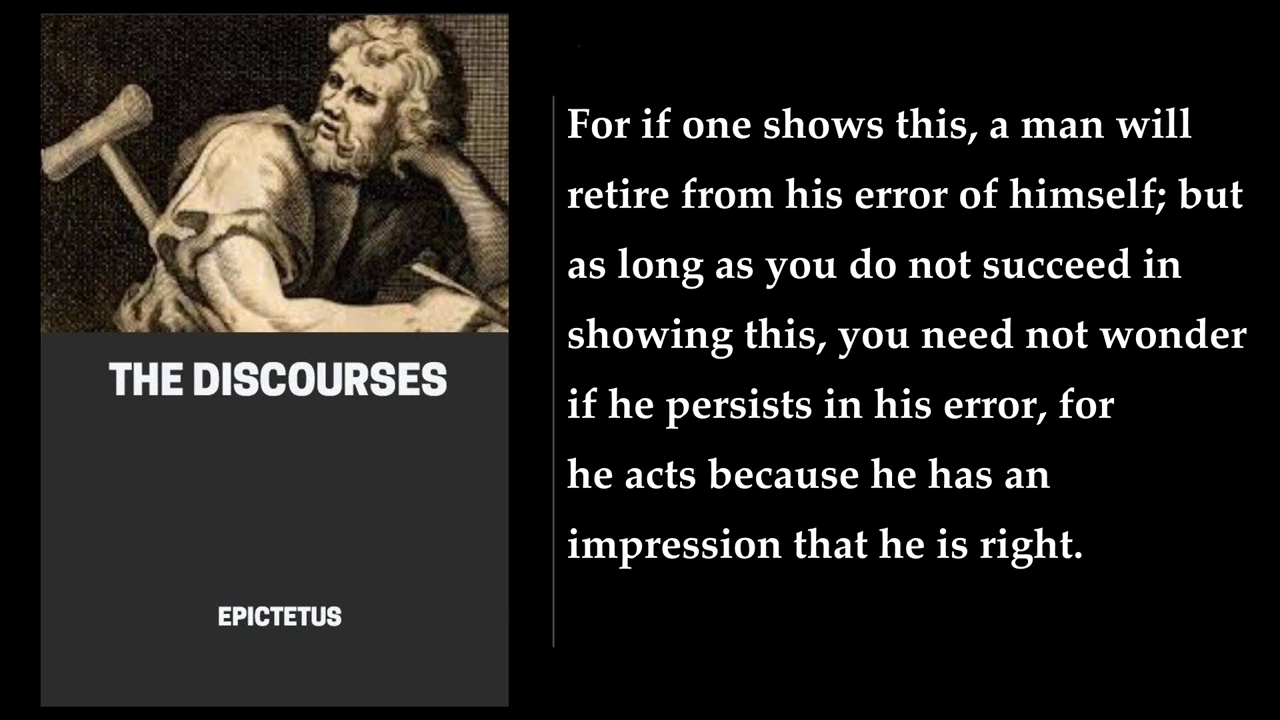 THE DISCOURSES
EPICTETUS
For if one shows this, a man will
retire from his error of himself; but
as long as you do not succeed in
showing this, you need not wonder
if he persists in his error, for
he acts because he has an
impression that he is right.